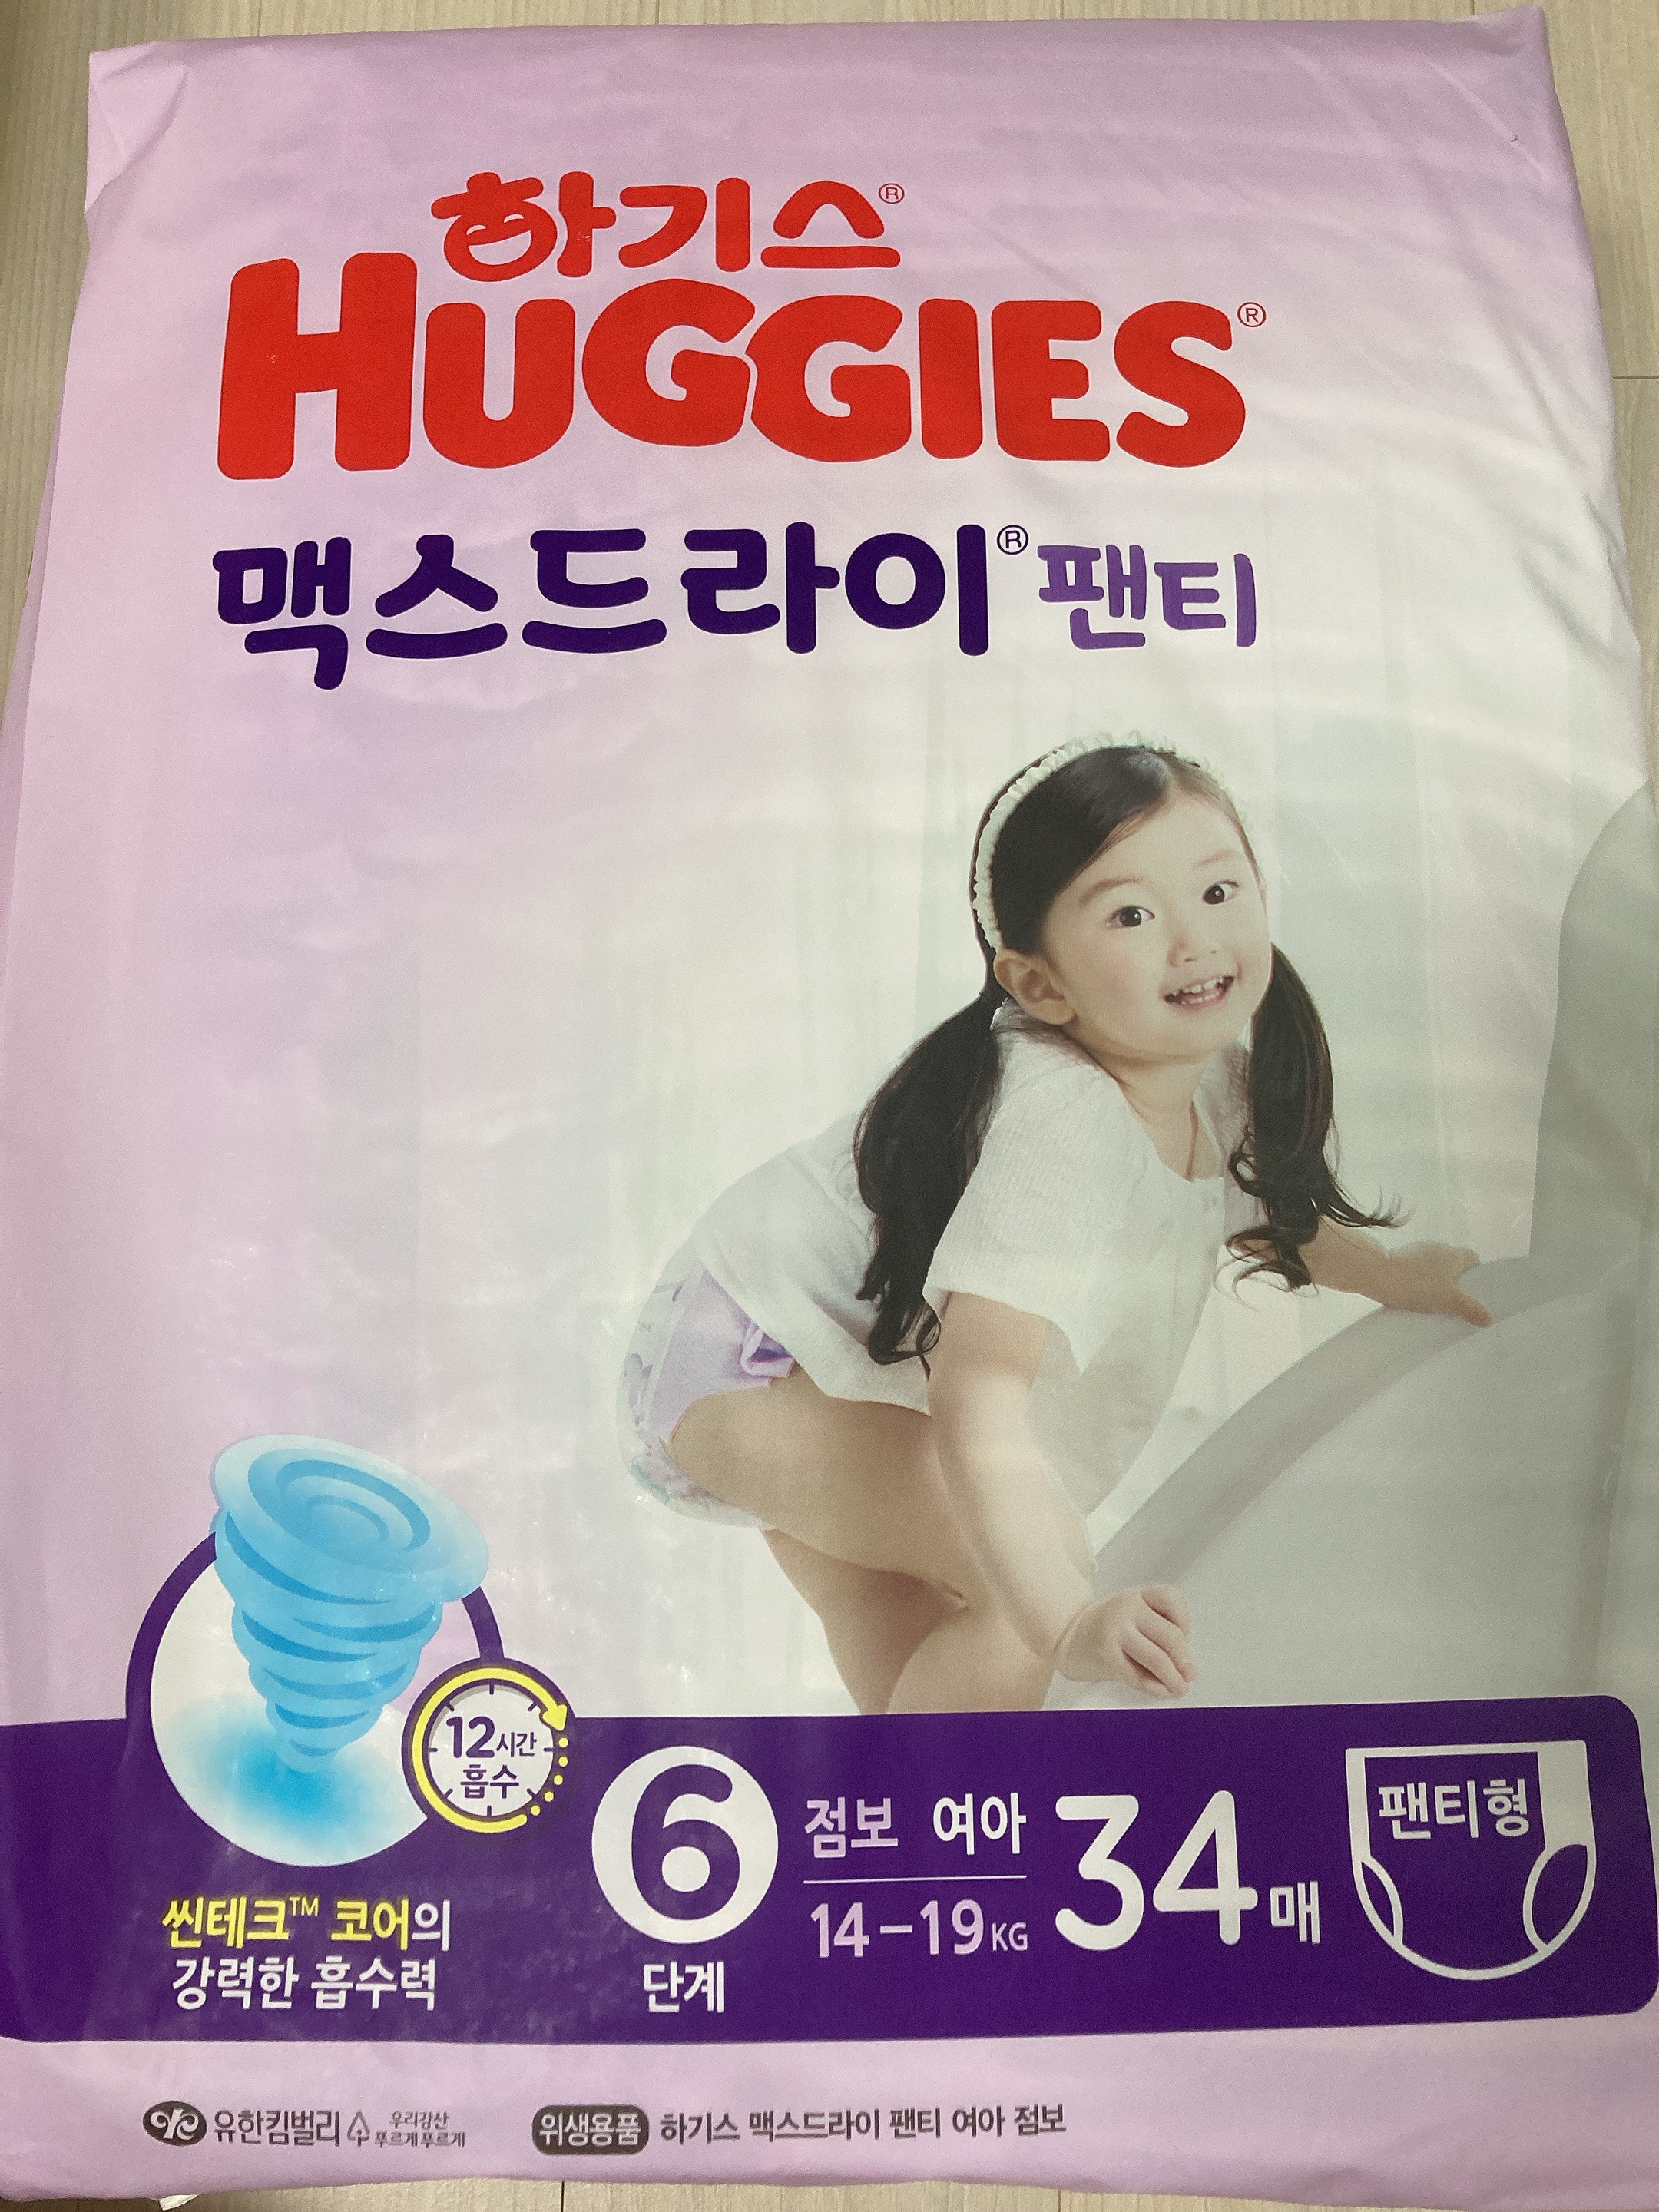 하기스®
HUGGIES®
맥스드라이® 팬티
12시간
흡수
씬테크™ 코어의
강력한 흡수력
6
단계
점보 여아
14-19KG
34매
팬티형
유한킴벌리
우리강산
푸르게 푸르게
위생용품 하기스 맥스드라이 팬티 여아 점보